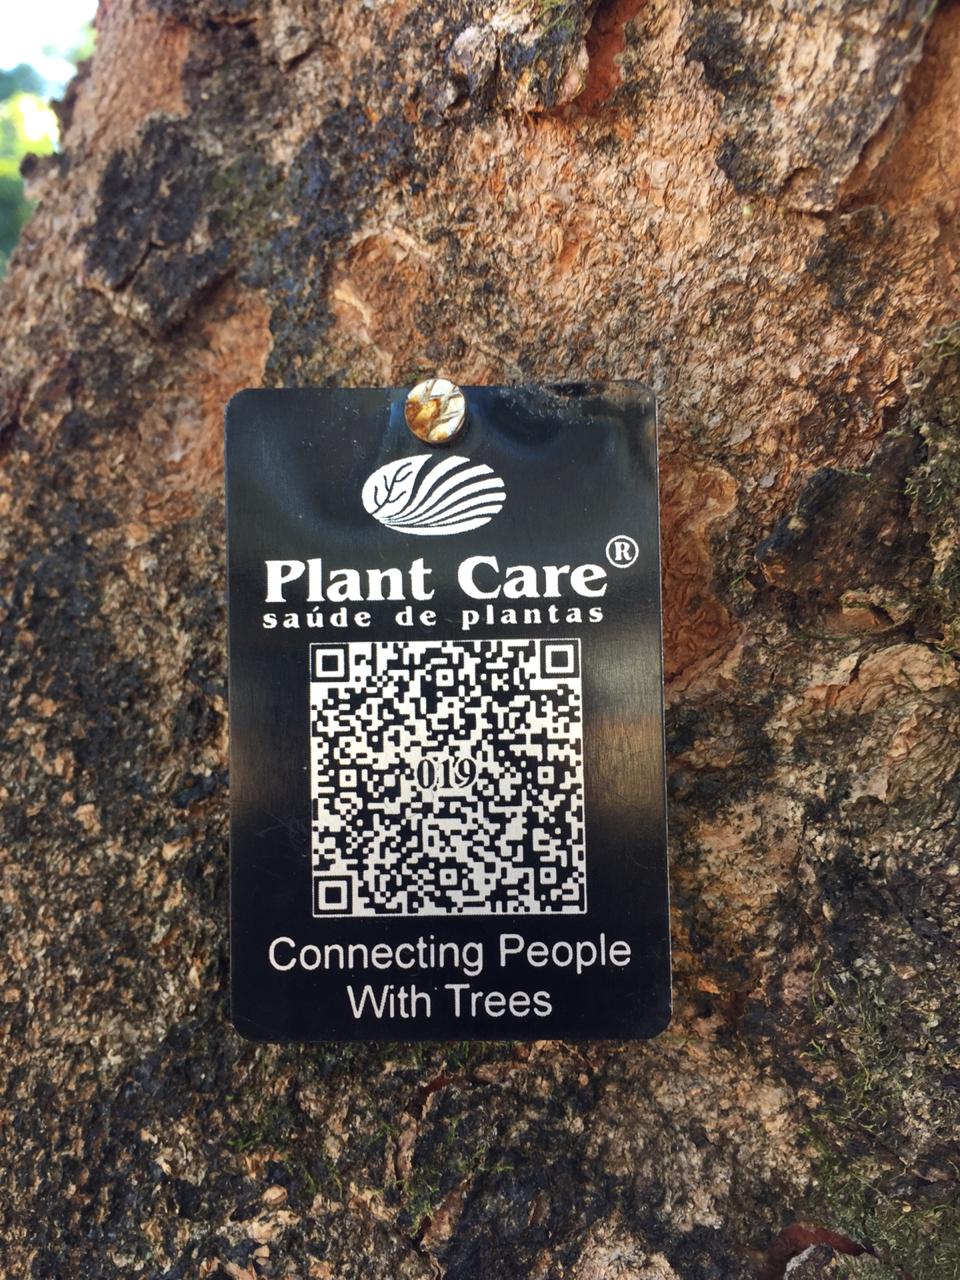 Plant Care®
saúde de plantas
019
Connecting People
With Trees